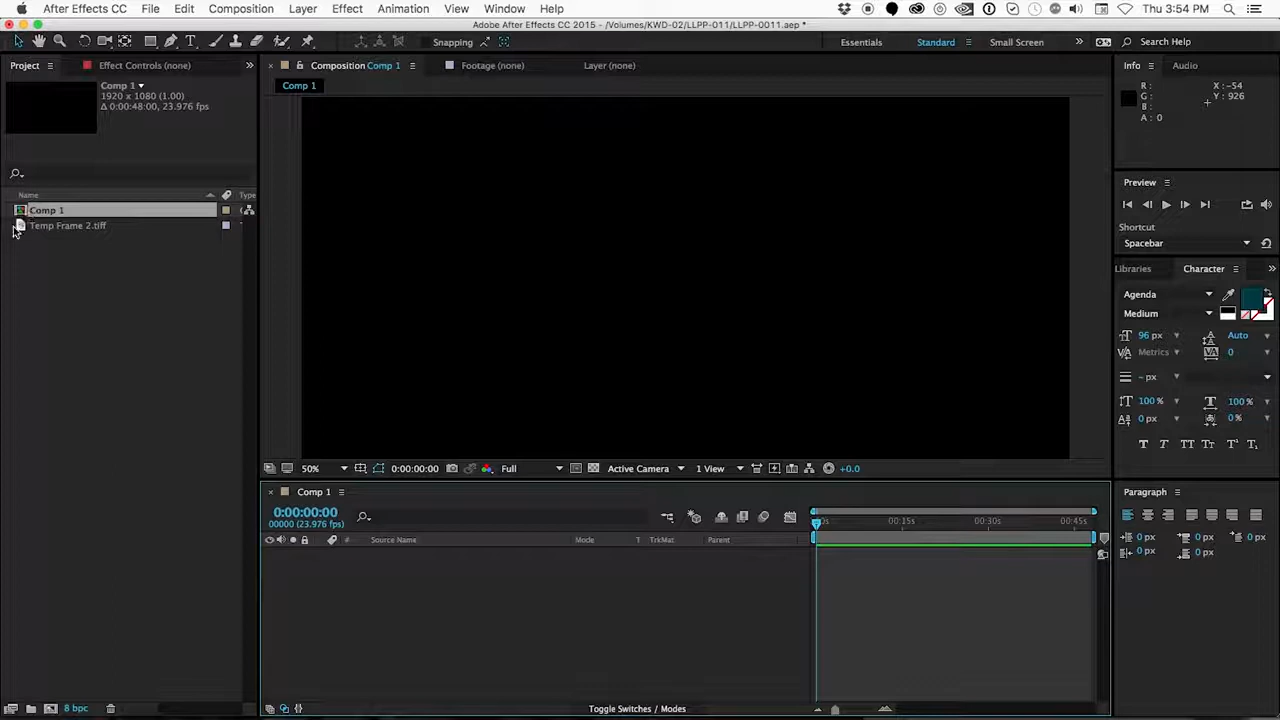 After Effects CC File Edit Composition Layer Effect Animation View Window Help Thu 3:54 PM
Adobe After Effects CC 2015 - /Volumes/KWD-02/LLPP-011/LLPP-0011.aep *
Snapping Essentials Standard Small Screen Search Help
Project Effect Controls (none) Composition Comp 1 Footage (none) Layer (none) Info Audio
Comp 1
1920 x 1080 (1.00)
Δ 0:00:48:00, 23.976 fps
Comp 1
R :
G :
B :
A : 0
X : -54
Y : 926
Preview
Shortcut
Spacebar
Name Type
Comp 1
Temp Frame 2.tiff
Libraries Character
Agenda
Medium
96 px Auto
Metrics 0
- px
100 % 100 %
0 px 0 %
T T TT Tr T¹ T₁
50% 0:00:00:00 Full Active Camera 1 View +0.0
Comp 1
0:00:00:00
00000 (23.976 fps)
00:15s 00:30s 00:45s
# Source Name Mode T TrkMat Parent
Paragraph
0 px 0 px 0 px
0 px 0 px
8 bpc Toggle Switches / Modes